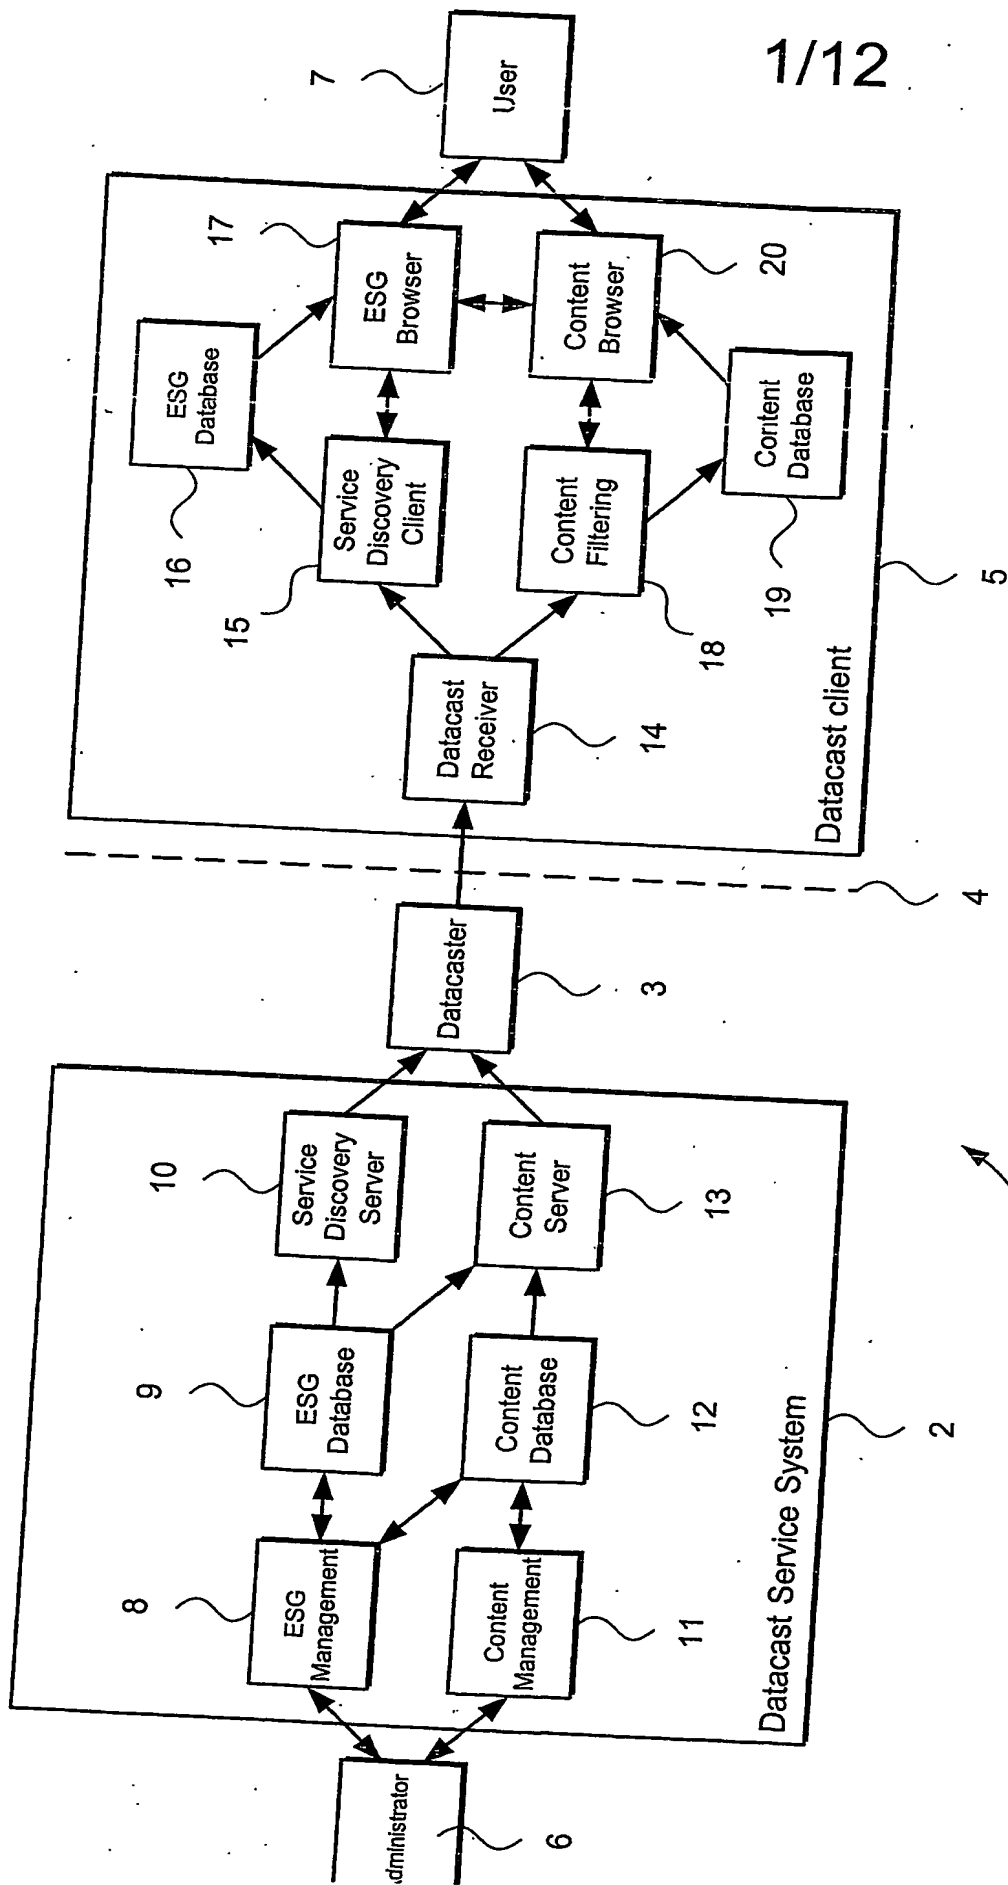 1/12
7
User
17
ESG
Browser
20
Content
Browser
16
ESG
Database
15
Service
Discovery
Client
18
Content
Filtering
19
Content
Database
14
Datacast
Receiver
Datacast client
5
4
3
Datacaster
10
Service
Discovery
Server
13
Content
Server
9
ESG
Database
12
Content
Database
8
ESG
Management
11
Content
Management
Datacast Service System
2
6
dministrator